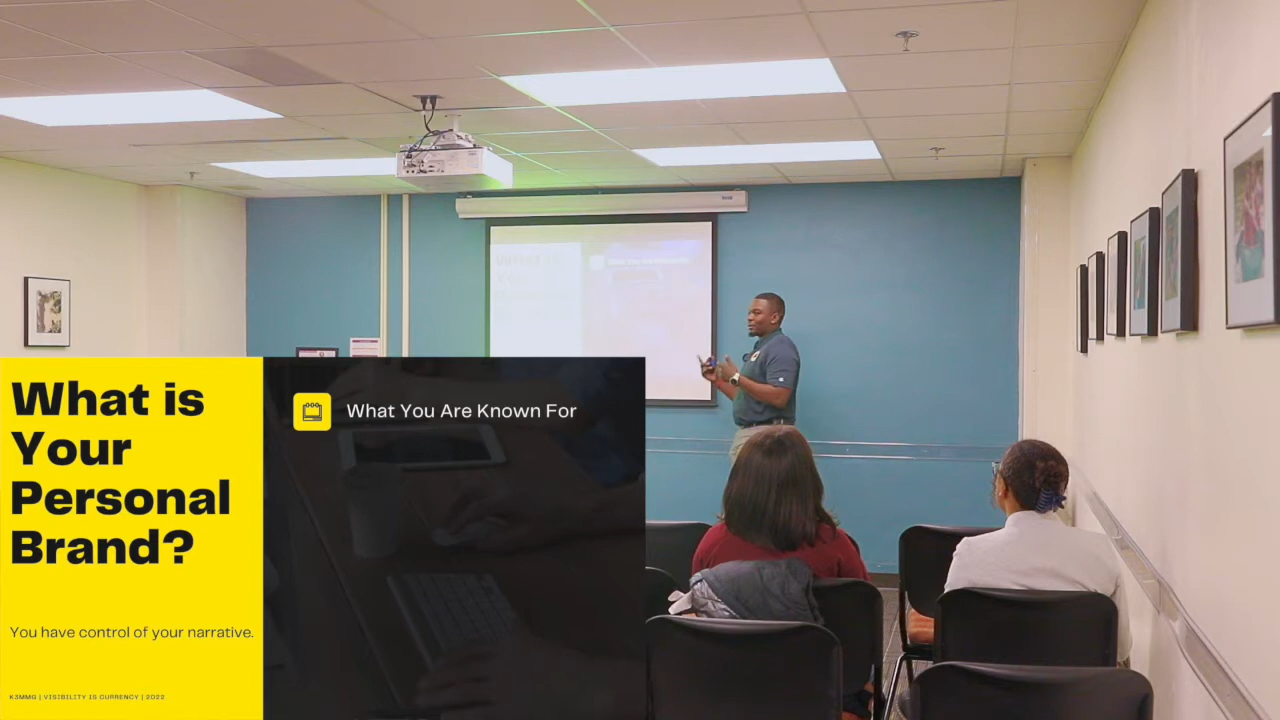 What is
Your
Personal
Brand?
You have control of your narrative.
K3MMG | VISIBILITY IS CURRENCY | 2022
What You Are Known For